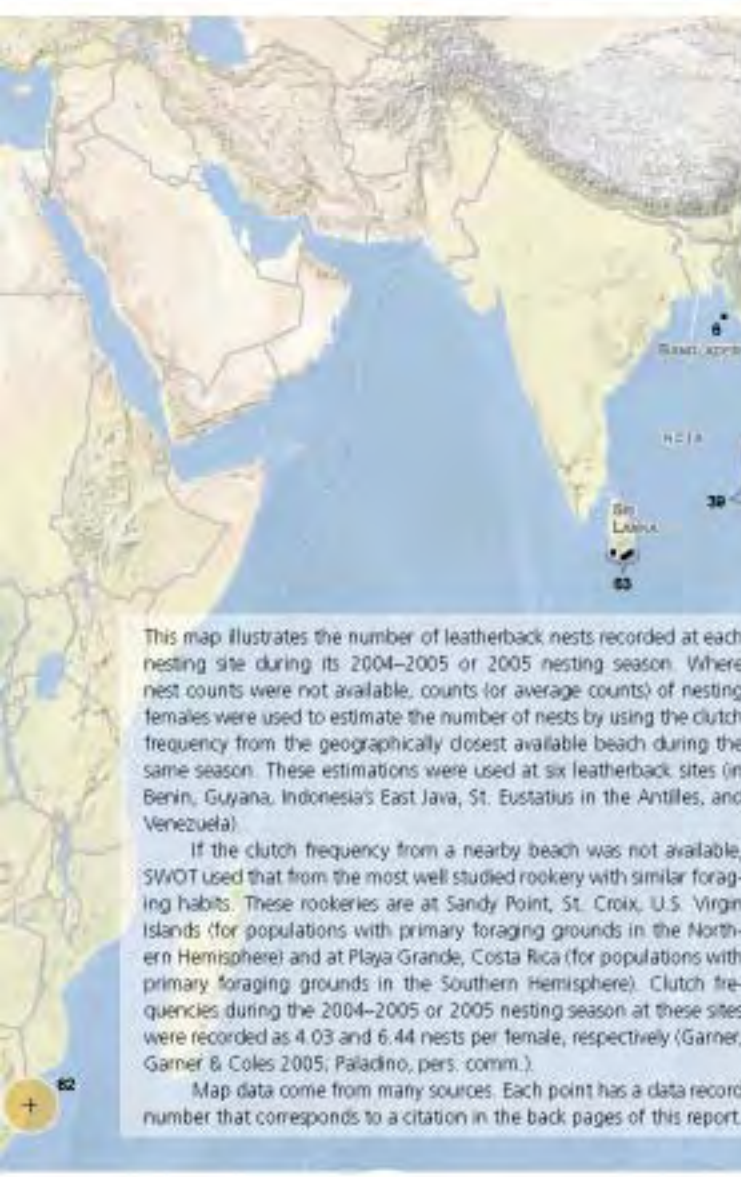 6
39
SRI
LANKA
53
This map illustrates the number of leatherback nests recorded at each
nesting site during its 2004–2005 or 2005 nesting season. Where
nest counts were not available, counts (or average counts) of nesting
females were used to estimate the number of nests by using the clutch
frequency from the geographically closest available beach during the
same season. These estimations were used at six leatherback sites (in
Benin, Guyana, Indonesia's East Java, St. Eustatius in the Antilles, and
Venezuela).
If the clutch frequency from a nearby beach was not available,
SWOT used that from the most well studied rookery with similar forag-
ing habits. These rookeries are at Sandy Point, St. Croix, U.S. Virgin
Islands (for populations with primary foraging grounds in the North-
ern Hemisphere) and at Playa Grande, Costa Rica (for populations with
primary foraging grounds in the Southern Hemisphere). Clutch fre-
quencies during the 2004–2005 or 2005 nesting season at these sites
were recorded as 4.03 and 6.44 nests per female, respectively (Garner,
Garner & Coles 2005; Paladino, pers. comm.).
Map data come from many sources. Each point has a data record
number that corresponds to a citation in the back pages of this report.
62